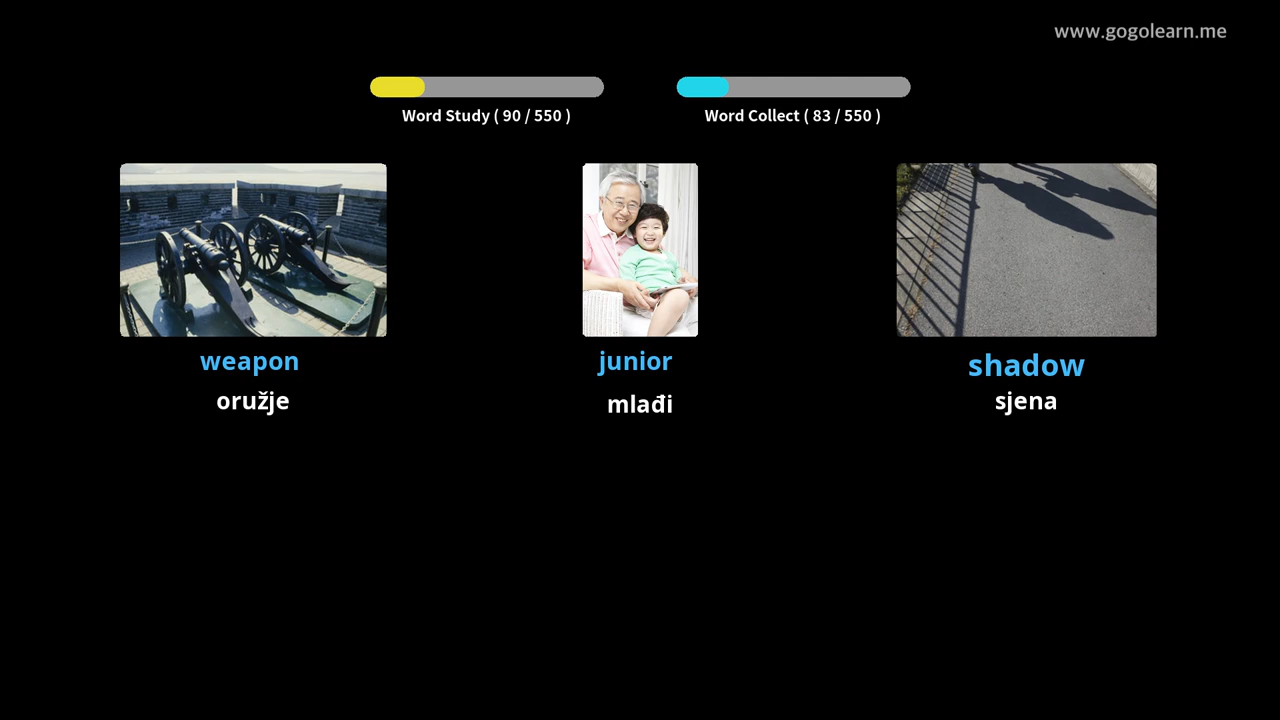 www.gogolearn.me
Word Study ( 90 / 550 )
Word Collect ( 83 / 550 )
weapon
oružje
junior
mlađi
shadow
sjena